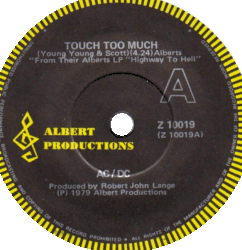 TOUCH TOO MUCH
(Young Young & Scott)(4.24)Alberts
"From Their Alberts LP "Highway To Hell"
A
Z 10019
(Z 10019A)
ALBERT
PRODUCTIONS
AC/DC
Produced by Robert John Lange
(P) 1979 Albert Productions